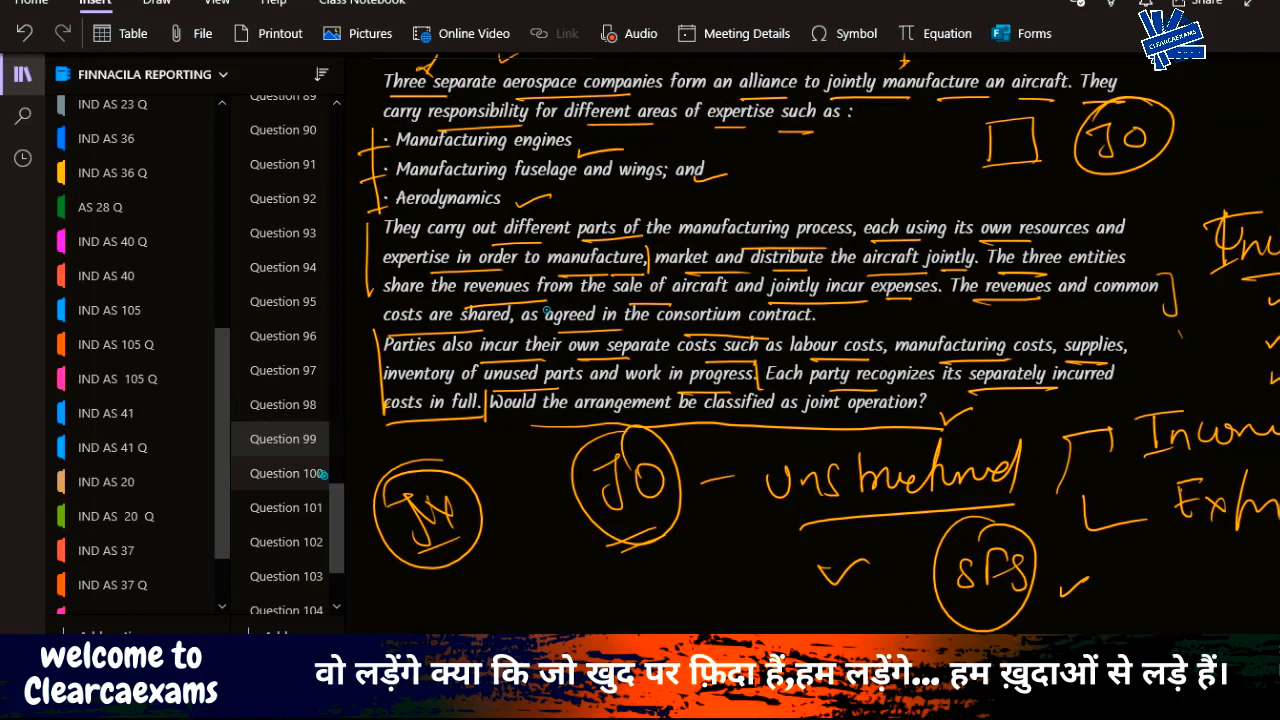 Home Insert Draw View Help Class Notebook Share
Table File Printout Pictures Online Video Link Audio Meeting Details Symbol Equation Forms
CLEARCAEXAMS
FINNACILA REPORTING
IND AS 23 Q
IND AS 36
IND AS 36 Q
AS 28 Q
IND AS 40 Q
IND AS 40
IND AS 105
IND AS 105 Q
IND AS 105 Q
IND AS 41
IND AS 41 Q
IND AS 20
IND AS 20 Q
IND AS 37
IND AS 37 Q
Question 89
Question 90
Question 91
Question 92
Question 93
Question 94
Question 95
Question 96
Question 97
Question 98
Question 99
Question 100
Question 101
Question 102
Question 103
Question 104
Three separate aerospace companies form an alliance to jointly manufacture an aircraft. They
carry responsibility for different areas of expertise such as :
· Manufacturing engines
· Manufacturing fuselage and wings; and
· Aerodynamics
They carry out different parts of the manufacturing process, each using its own resources and
expertise in order to manufacture, market and distribute the aircraft jointly. The three entities
share the revenues from the sale of aircraft and jointly incur expenses. The revenues and common
costs are shared, as agreed in the consortium contract.
Parties also incur their own separate costs such as labour costs, manufacturing costs, supplies,
inventory of unused parts and work in progress. Each party recognizes its separately incurred
costs in full. Would the arrangement be classified as joint operation?
JO
JO - unstructured
SFS
welcome to
Clearcaexams
वो लड़ेंगे क्या कि जो खुद पर फ़िदा हैं,हम लड़ेंगे... हम ख़ुदाओं से लड़े हैं।